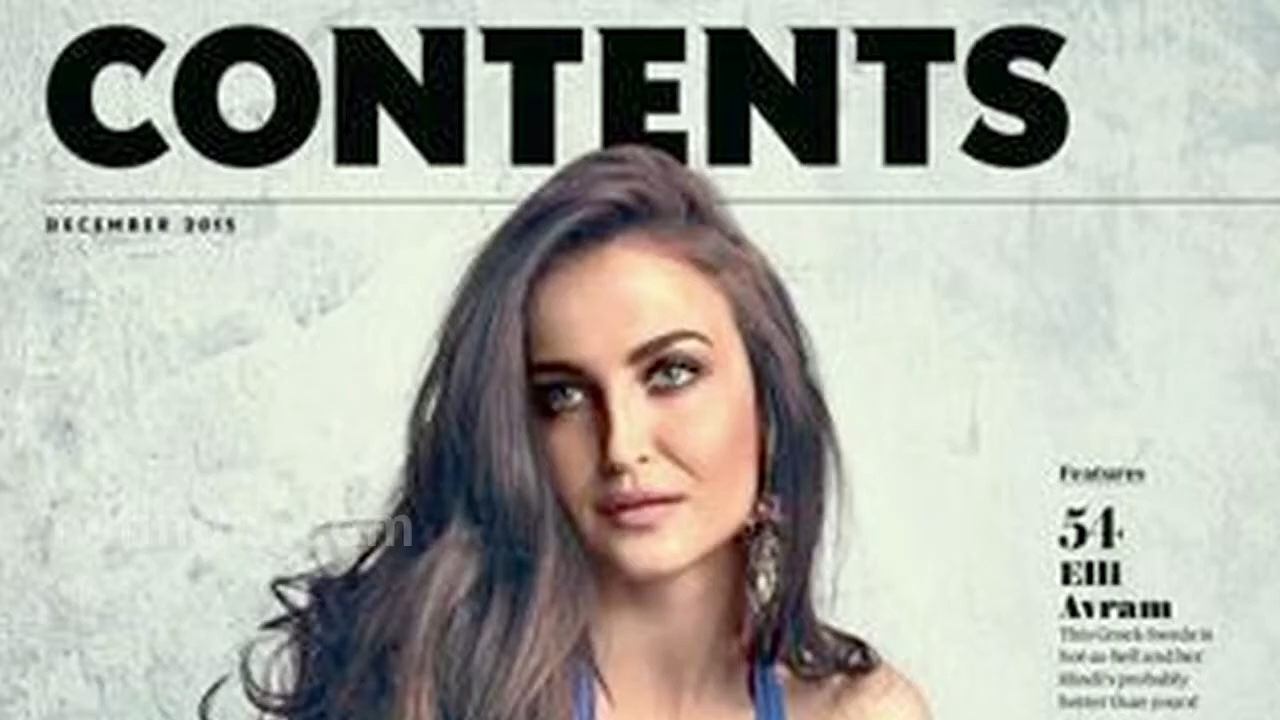 CONTENTS
DECEMBER 2015
Features
54
Elli
Avram
This Greek-Swede is
hot as hell and her
Hindi's probably
better than yours!